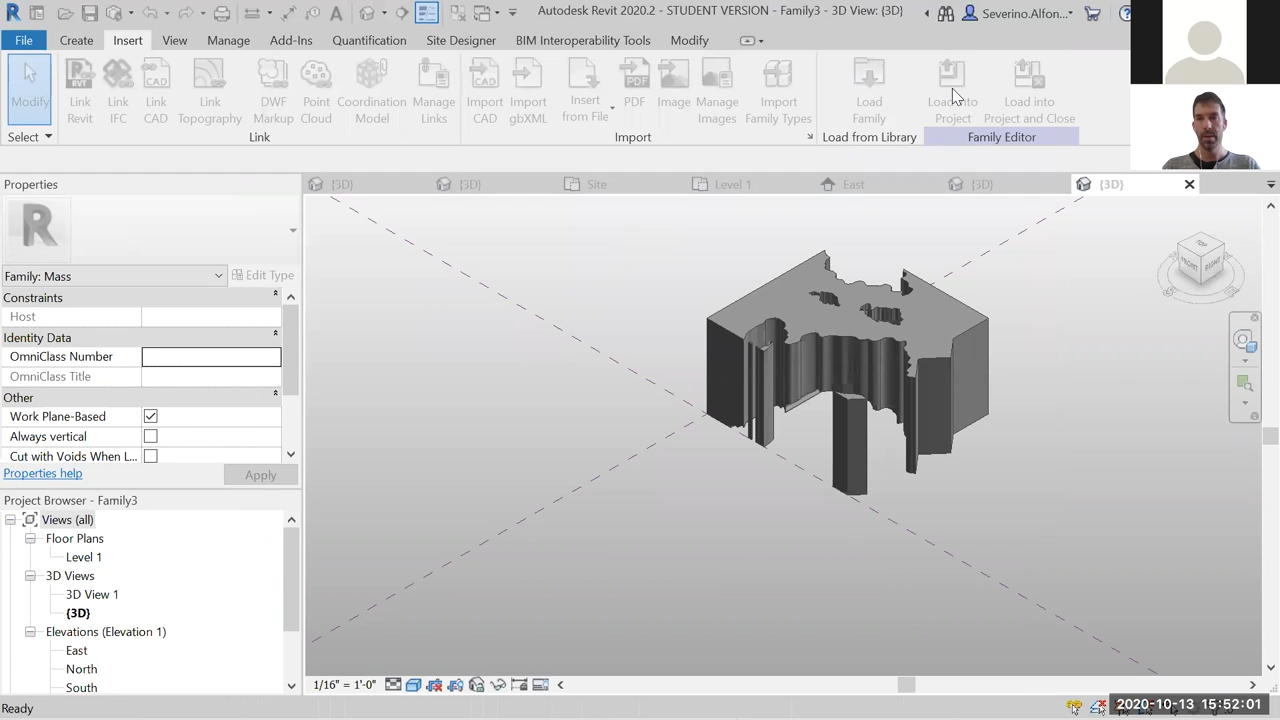 Autodesk Revit 2020.2 - STUDENT VERSION - Family3 - 3D View: {3D}
Severino.Alfon...
File Create Insert View Manage Add-Ins Quantification Site Designer BIM Interoperability Tools Modify
Modify
Link Revit
Link IFC
Link CAD
Link Topography
DWF Markup
Point Cloud
Coordination Model
Manage Links
Import CAD
Import gbXML
Insert from File
PDF
Image
Manage Images
Import Family Types
Load Family
Load into Project
Load into Project and Close
Select Link Import Load from Library Family Editor
Properties
{3D} {3D} Site Level 1 East {3D} {3D}
Family: Mass
Edit Type
Constraints
Host
Identity Data
OmniClass Number
OmniClass Title
Other
Work Plane-Based
Always vertical
Cut with Voids When L...
Properties help
Apply
Project Browser - Family3
Views (all)
Floor Plans
Level 1
3D Views
3D View 1
{3D}
Elevations (Elevation 1)
East
North
South
TOP
FRONT
RIGHT
1/16" = 1'-0"
Ready
2020-10-13 15:52:01